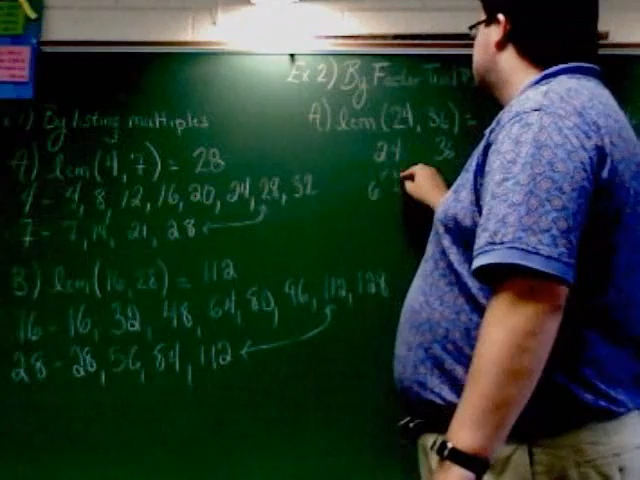 Ex 1) By listing multiples
A) lcm(4,7) = 28
4 - 4, 8, 12, 16, 20, 24, 28, 32
7 - 7, 14, 21, 28
B) lcm(16,28) = 112
16 - 16, 32, 48, 64, 80, 96, 112, 128
28 - 28, 56, 84, 112
Ex 2) By Factor Tree
A) lcm(24, 36) =
24 36
6